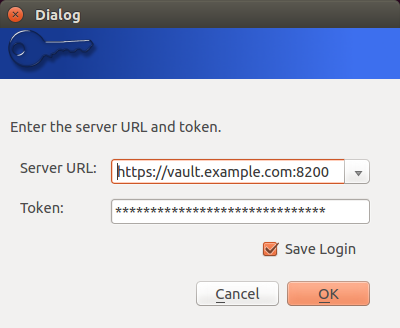 Dialog
Enter the server URL and token.
Server URL: https://vault.example.com:8200
Token: ******************************
Save Login
Cancel OK